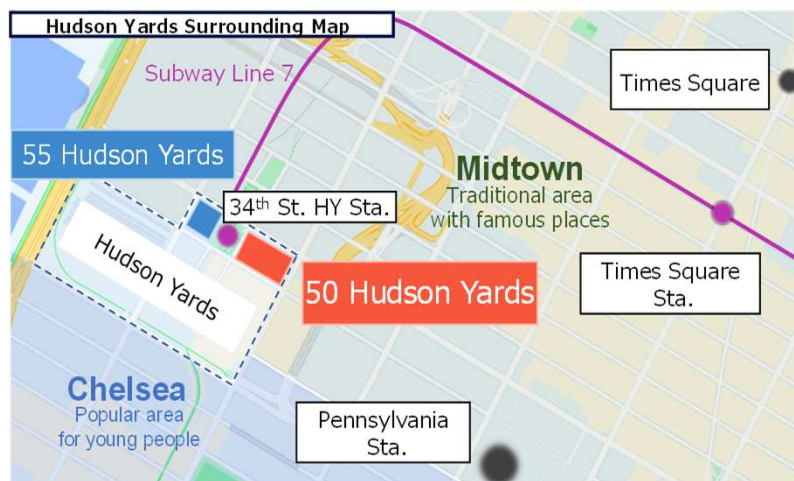 Hudson Yards Surrounding Map
Subway Line 7
Times Square
55 Hudson Yards
Midtown
Traditional area
with famous places
34th St. HY Sta.
Hudson Yards
50 Hudson Yards
Times Square
Sta.
Chelsea
Popular area
for young people
Pennsylvania
Sta.